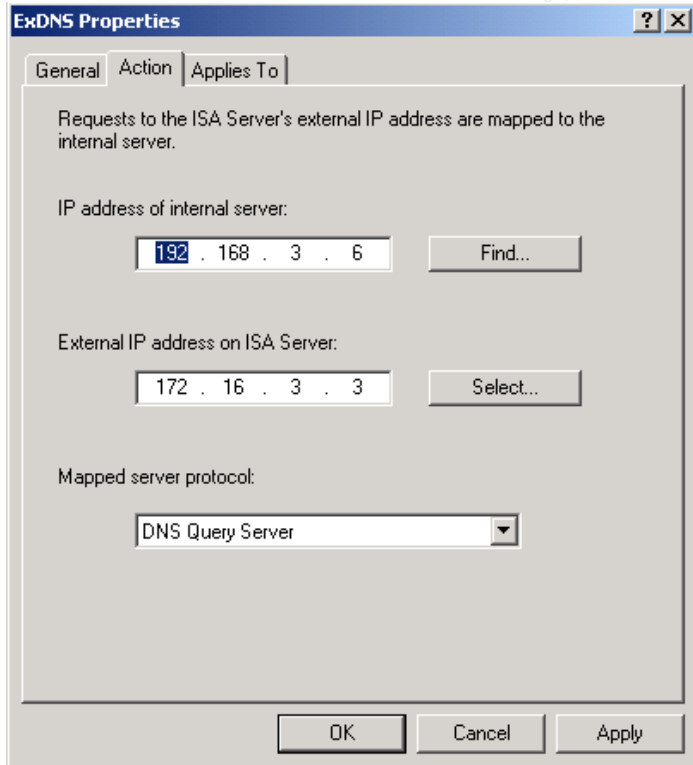 ExDNS Properties
General Action Applies To
Requests to the ISA Server's external IP address are mapped to the
internal server.
IP address of internal server:
192 . 168 . 3 . 6 Find...
External IP address on ISA Server:
172 . 16 . 3 . 3 Select...
Mapped server protocol:
DNS Query Server
OK Cancel Apply